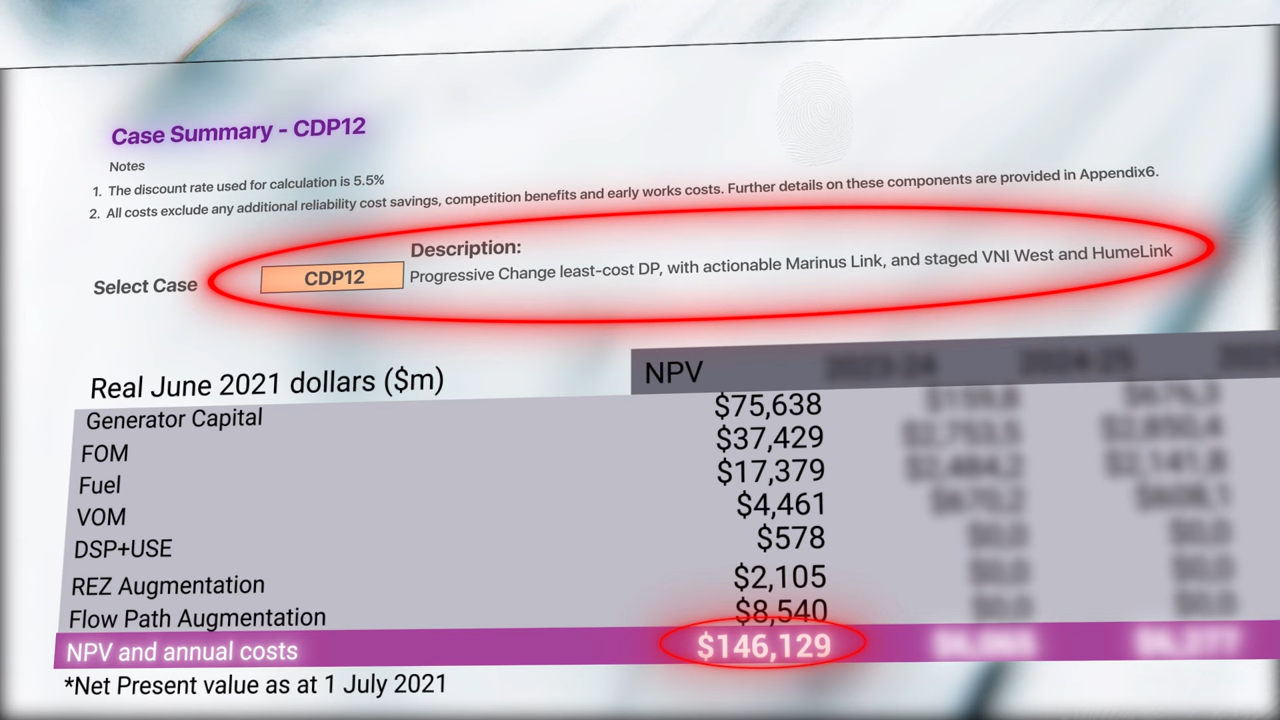 Case Summary - CDP12
Notes
1. The discount rate used for calculation is 5.5%
2. All costs exclude any additional reliability cost savings, competition benefits and early works costs. Further details on these components are provided in Appendix6.
Description:
Select Case CDP12 Progressive Change least-cost DP, with actionable Marinus Link, and staged VNI West and HumeLink
Real June 2021 dollars ($m) NPV 2023-24 2024-25
Generator Capital $75,638
FOM $37,429
Fuel $17,379
VOM $4,461
DSP+USE $578
REZ Augmentation $2,105
Flow Path Augmentation $8,540
NPV and annual costs $146,129
*Net Present value as at 1 July 2021